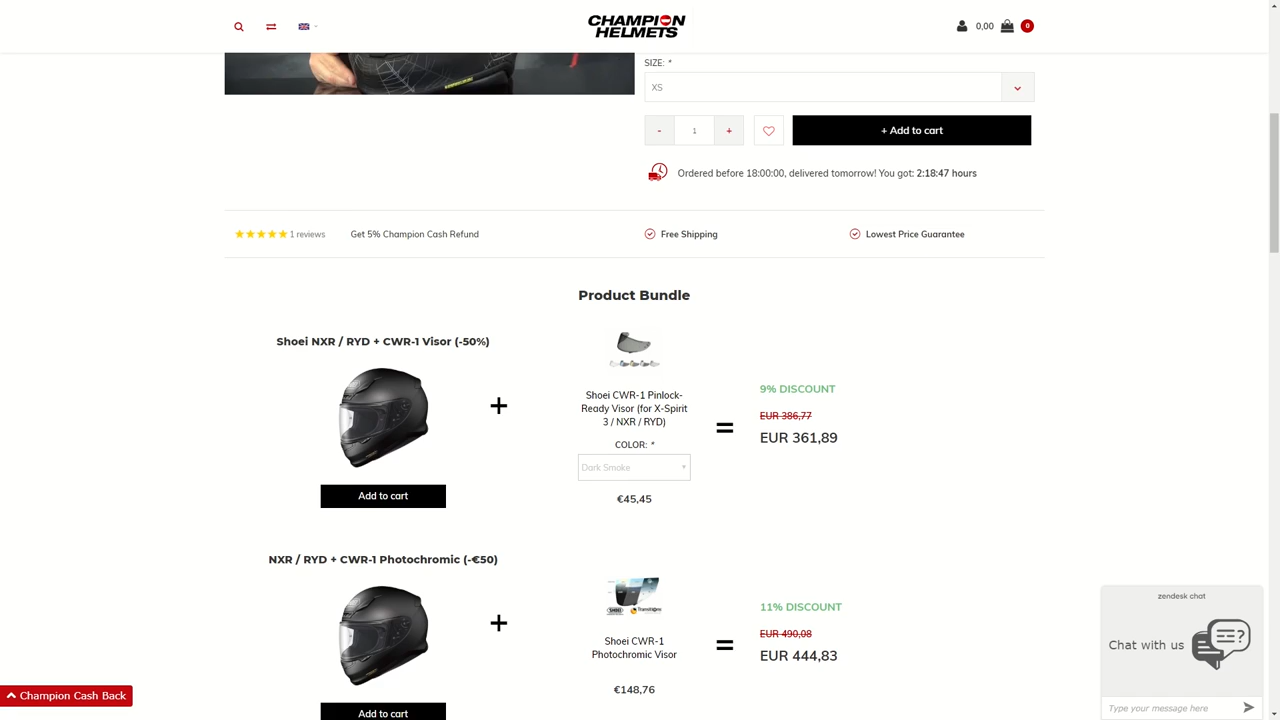 CHAMPION
HELMETS
0,00
0
SIZE: *
XS
- 1 +
+ Add to cart
Ordered before 18:00:00, delivered tomorrow! You got: 2:18:47 hours
1 reviews
Get 5% Champion Cash Refund
Free Shipping
Lowest Price Guarantee
Product Bundle
Shoei NXR / RYD + CWR-1 Visor (-50%)
+
Shoei CWR-1 Pinlock-
Ready Visor (for X-Spirit
3 / NXR / RYD)
COLOR: *
Dark Smoke
€45,45
=
9% DISCOUNT
EUR 386,77
EUR 361,89
Add to cart
NXR / RYD + CWR-1 Photochromic (-€50)
+
SHOEI Transitions
Shoei CWR-1
Photochromic Visor
€148,76
=
11% DISCOUNT
EUR 490,08
EUR 444,83
Add to cart
Champion Cash Back
zendesk chat
Chat with us
?
Type your message here